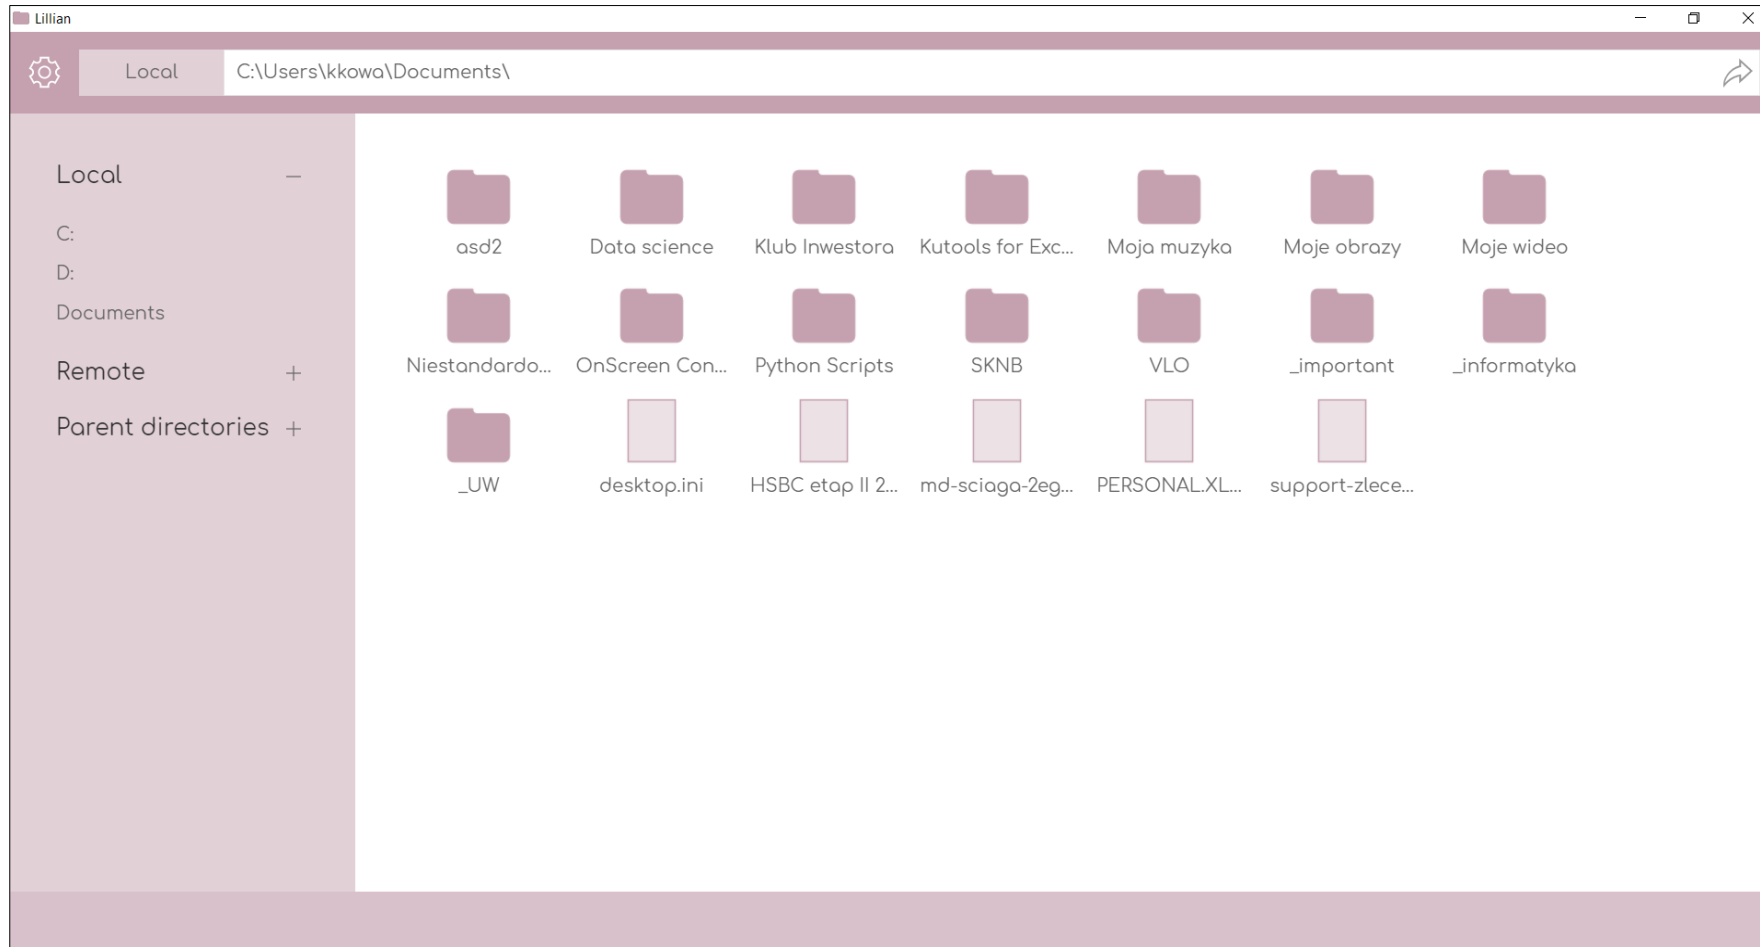 Lillian
Local C:\Users\kkowa\Documents\
Local
C:
D:
Documents
Remote
Parent directories
asd2 Data science Klub Inwestora Kutools for Exc... Moja muzyka Moje obrazy Moje wideo
Niestandardo... OnScreen Con... Python Scripts SKNB VLO _important _informatyka
_UW desktop.ini HSBC etap II 2... md-sciaga-2eg... PERSONAL.XL... support-zlece...